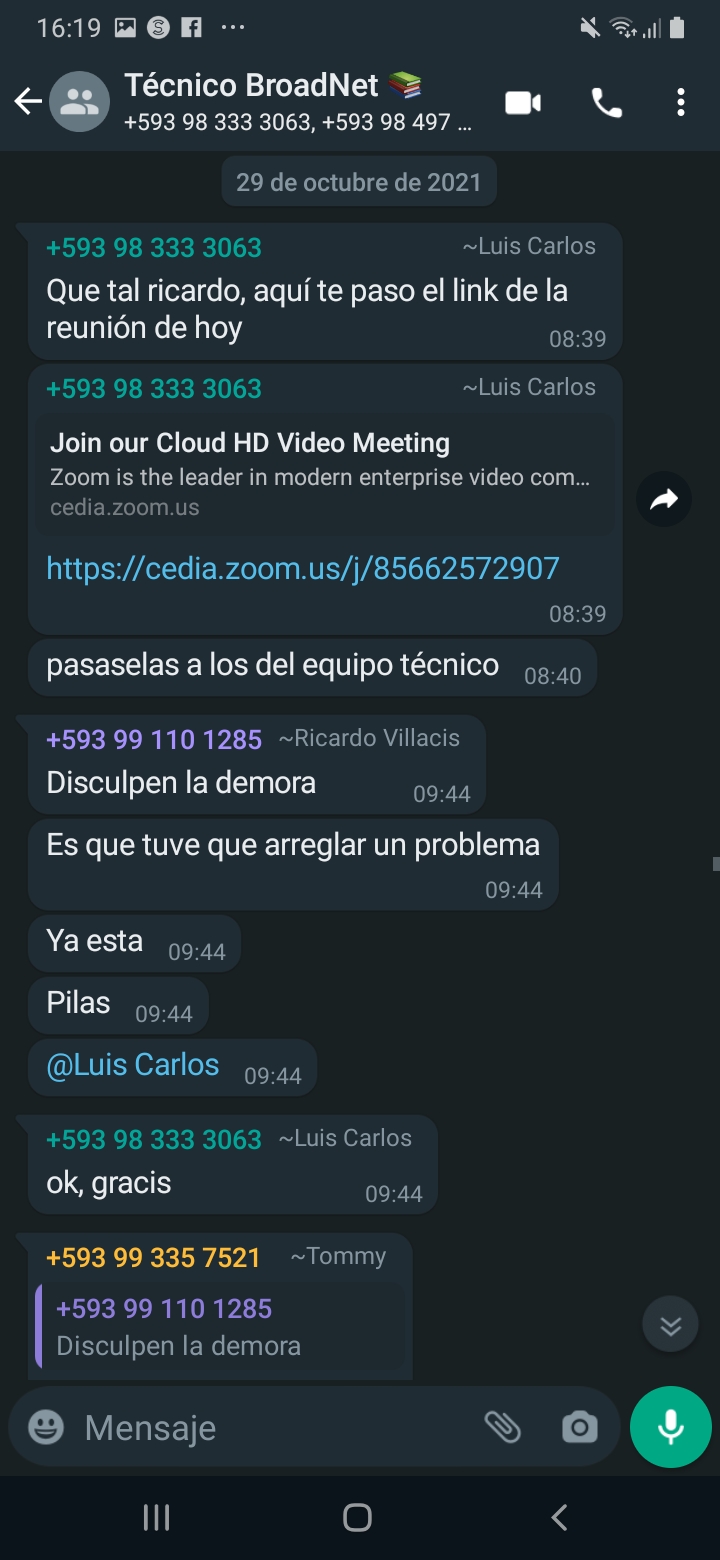 16:19
Técnico BroadNet 📚
+593 98 333 3063, +593 98 497 ...
29 de octubre de 2021
+593 98 333 3063 ~Luis Carlos
Que tal ricardo, aquí te paso el link de la
reunión de hoy
08:39
+593 98 333 3063 ~Luis Carlos
Join our Cloud HD Video Meeting
Zoom is the leader in modern enterprise video com...
cedia.zoom.us
https://cedia.zoom.us/j/85662572907
08:39
pasaselas a los del equipo técnico 08:40
+593 99 110 1285 ~Ricardo Villacis
Disculpen la demora 09:44
Es que tuve que arreglar un problema
09:44
Ya esta 09:44
Pilas 09:44
@Luis Carlos 09:44
+593 98 333 3063 ~Luis Carlos
ok, gracis 09:44
+593 99 335 7521 ~Tommy
+593 99 110 1285
Disculpen la demora
Mensaje